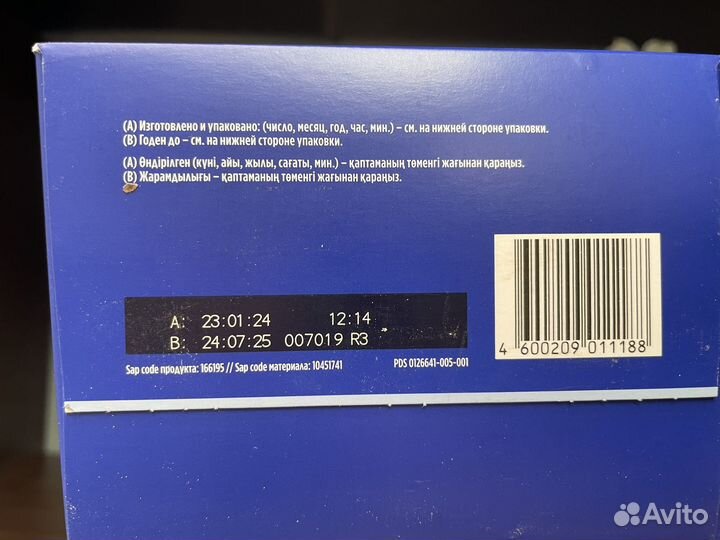 (А) Изготовлено и упаковано: (число, месяц, год, час, мин.) – см. на нижней стороне упаковки.
(В) Годен до – см. на нижней стороне упаковки.
(А) Өндірілген (күні, айы, жылы, сағаты, мин.) – қаптаманың төменгі жағынан қараңыз.
(В) Жарамдылығы – қаптаманың төменгі жағынан қараңыз.
A: 23:01:24 12:14
B: 24:07:25 007019 R3
Sap code продукта: 166195 // Sap code материала: 10451741 PDS 0126641-005-001
4 600209 011188
Avito